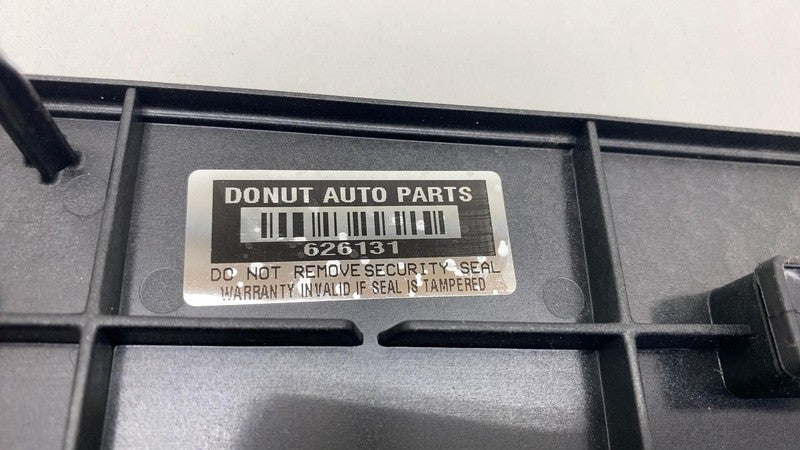 DONUT AUTO PARTS
626131
DO NOT REMOVE SECURITY SEAL
WARRANTY INVALID IF SEAL IS TAMPERED